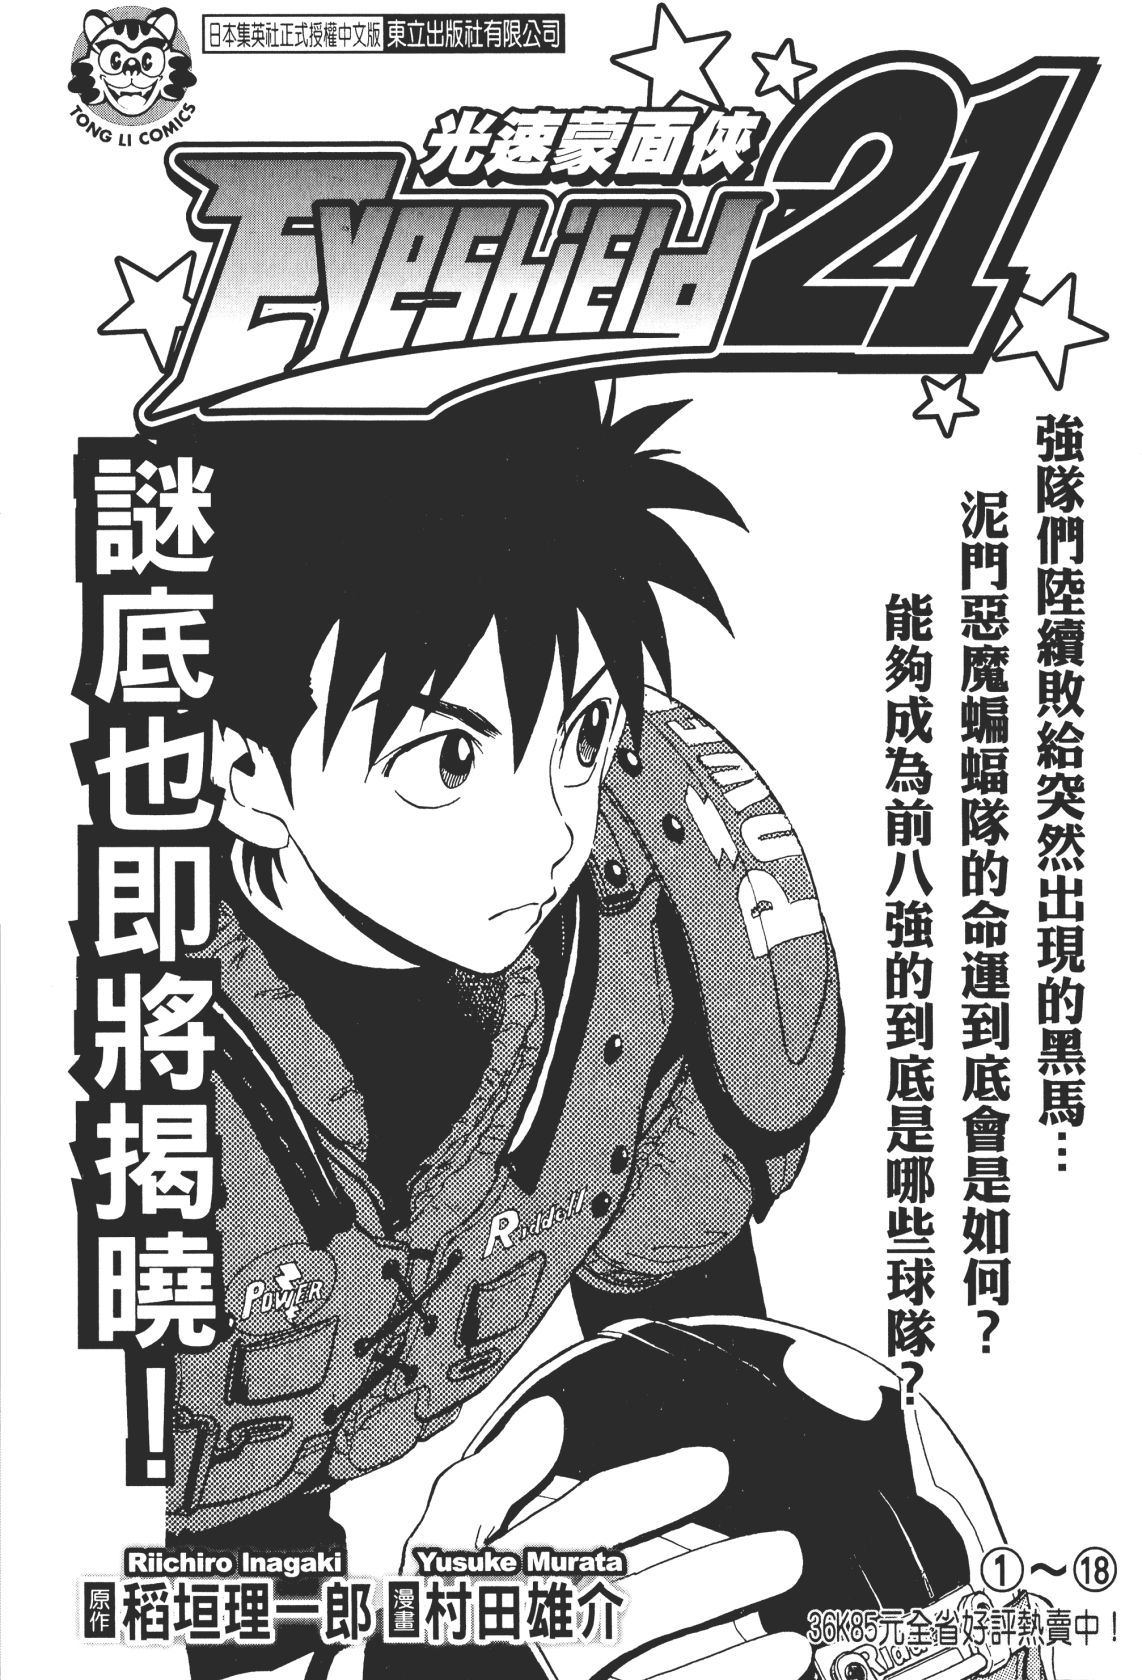 日本集英社正式授權中文版 東立出版社有限公司
TONG LI COMICS
光速蒙面俠
EYESHIELD 21
強隊們陸續敗給突然出現的黑馬…
泥門惡魔蝙蝠隊的命運到底會是如何？
能夠成為前八強的到底是哪些球隊？
謎底也即將揭曉！
POWER
Riddell
POWER
Riichiro Inagaki
原作 稻垣理一郎
Yusuke Murata
漫畫 村田雄介
①～⑱
36K85元全省好評熱賣中！